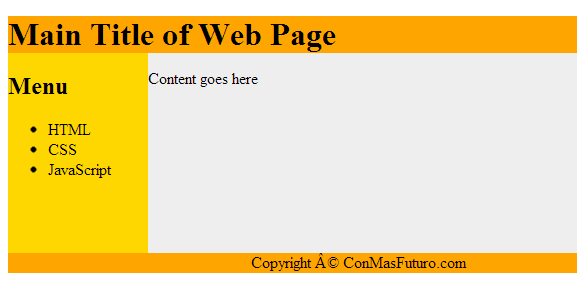 Main Title of Web Page
Menu
HTML
CSS
JavaScript
Content goes here
Copyright Â© ConMasFuturo.com